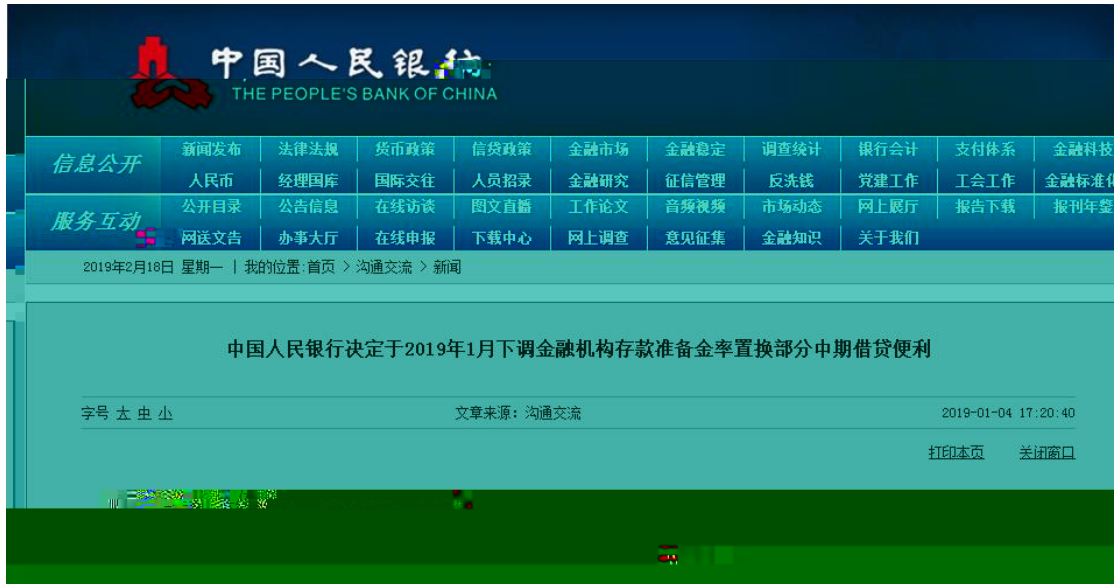 中国人民银行
THE PEOPLE'S BANK OF CHINA
信息公开 新闻发布 法律法规 货币政策 信贷政策 金融市场 金融稳定 调查统计 银行会计 支付体系 金融科技
人民币 经理国库 国际交往 人员招录 金融研究 征信管理 反洗钱 党建工作 工会工作 金融标准化
服务互动 公开目录 公告信息 在线访谈 图文直播 工作论文 音频视频 市场动态 网上展厅 报告下载 报刊年鉴
网送文告 办事大厅 在线申报 下载中心 网上调查 意见征集 金融知识 关于我们
2019年2月18日 星期一 | 我的位置:首页 > 沟通交流 > 新闻
中国人民银行决定于2019年1月下调金融机构存款准备金率置换部分中期借贷便利
字号 大 中 小 文章来源：沟通交流 2019-01-04 17:20:40
打印本页 关闭窗口